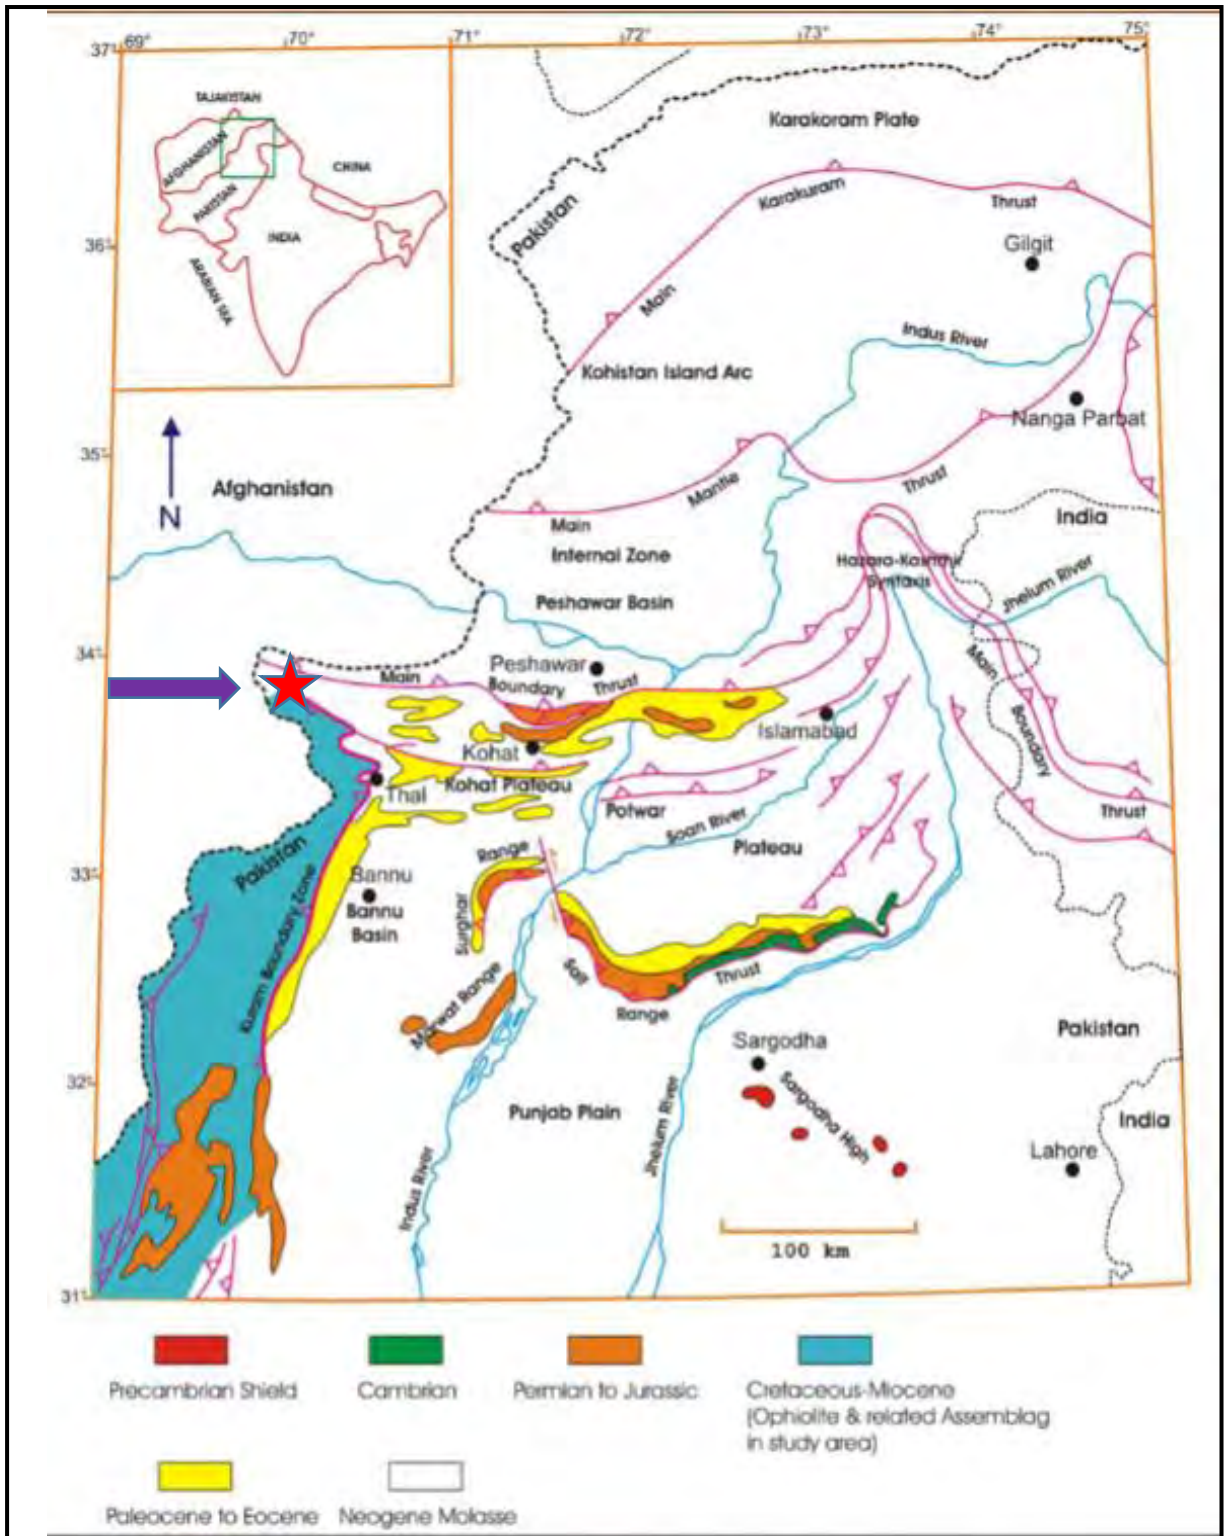 69° 70° 71° 72° 73° 74° 75°
37°
36°
35°
34°
33°
32°
31°
TAJAKISTAN
AFGHANISTAN
PAKISTAN
CHINA
INDIA
ARABIAN SEA
N
Karakoram Plate
Pakistan
Main
Karakuram
Thrust
Gilgit
Indus River
Kohistan Island Arc
Nanga Parbat
Afghanistan
Main
Mantle
Thrust
Internal Zone
India
Hazara-Kashmir
Syntaxis
Jhelum River
Peshawar Basin
Peshawar
Main
Boundary
Thrust
Main
Boundary
Thrust
Islamabad
Kohat
Kohat Plateau
Thal
Potwar
Soan River
Plateau
Pakistan
Kuram Boundary Zone
Bannu
Bannu
Basin
Surghar
Range
Salt
Range
Thrust
Marwat Range
Sargodha
Sargodha High
Pakistan
India
Punjab Plain
Lahore
Indus River
Jhelum River
100 km
Precambrian Shield
Cambrian
Permian to Jurassic
Cretaceous-Miocene
(Ophiolite & related Assemblag
in study area)
Paleocene to Eocene
Neogene Molasse